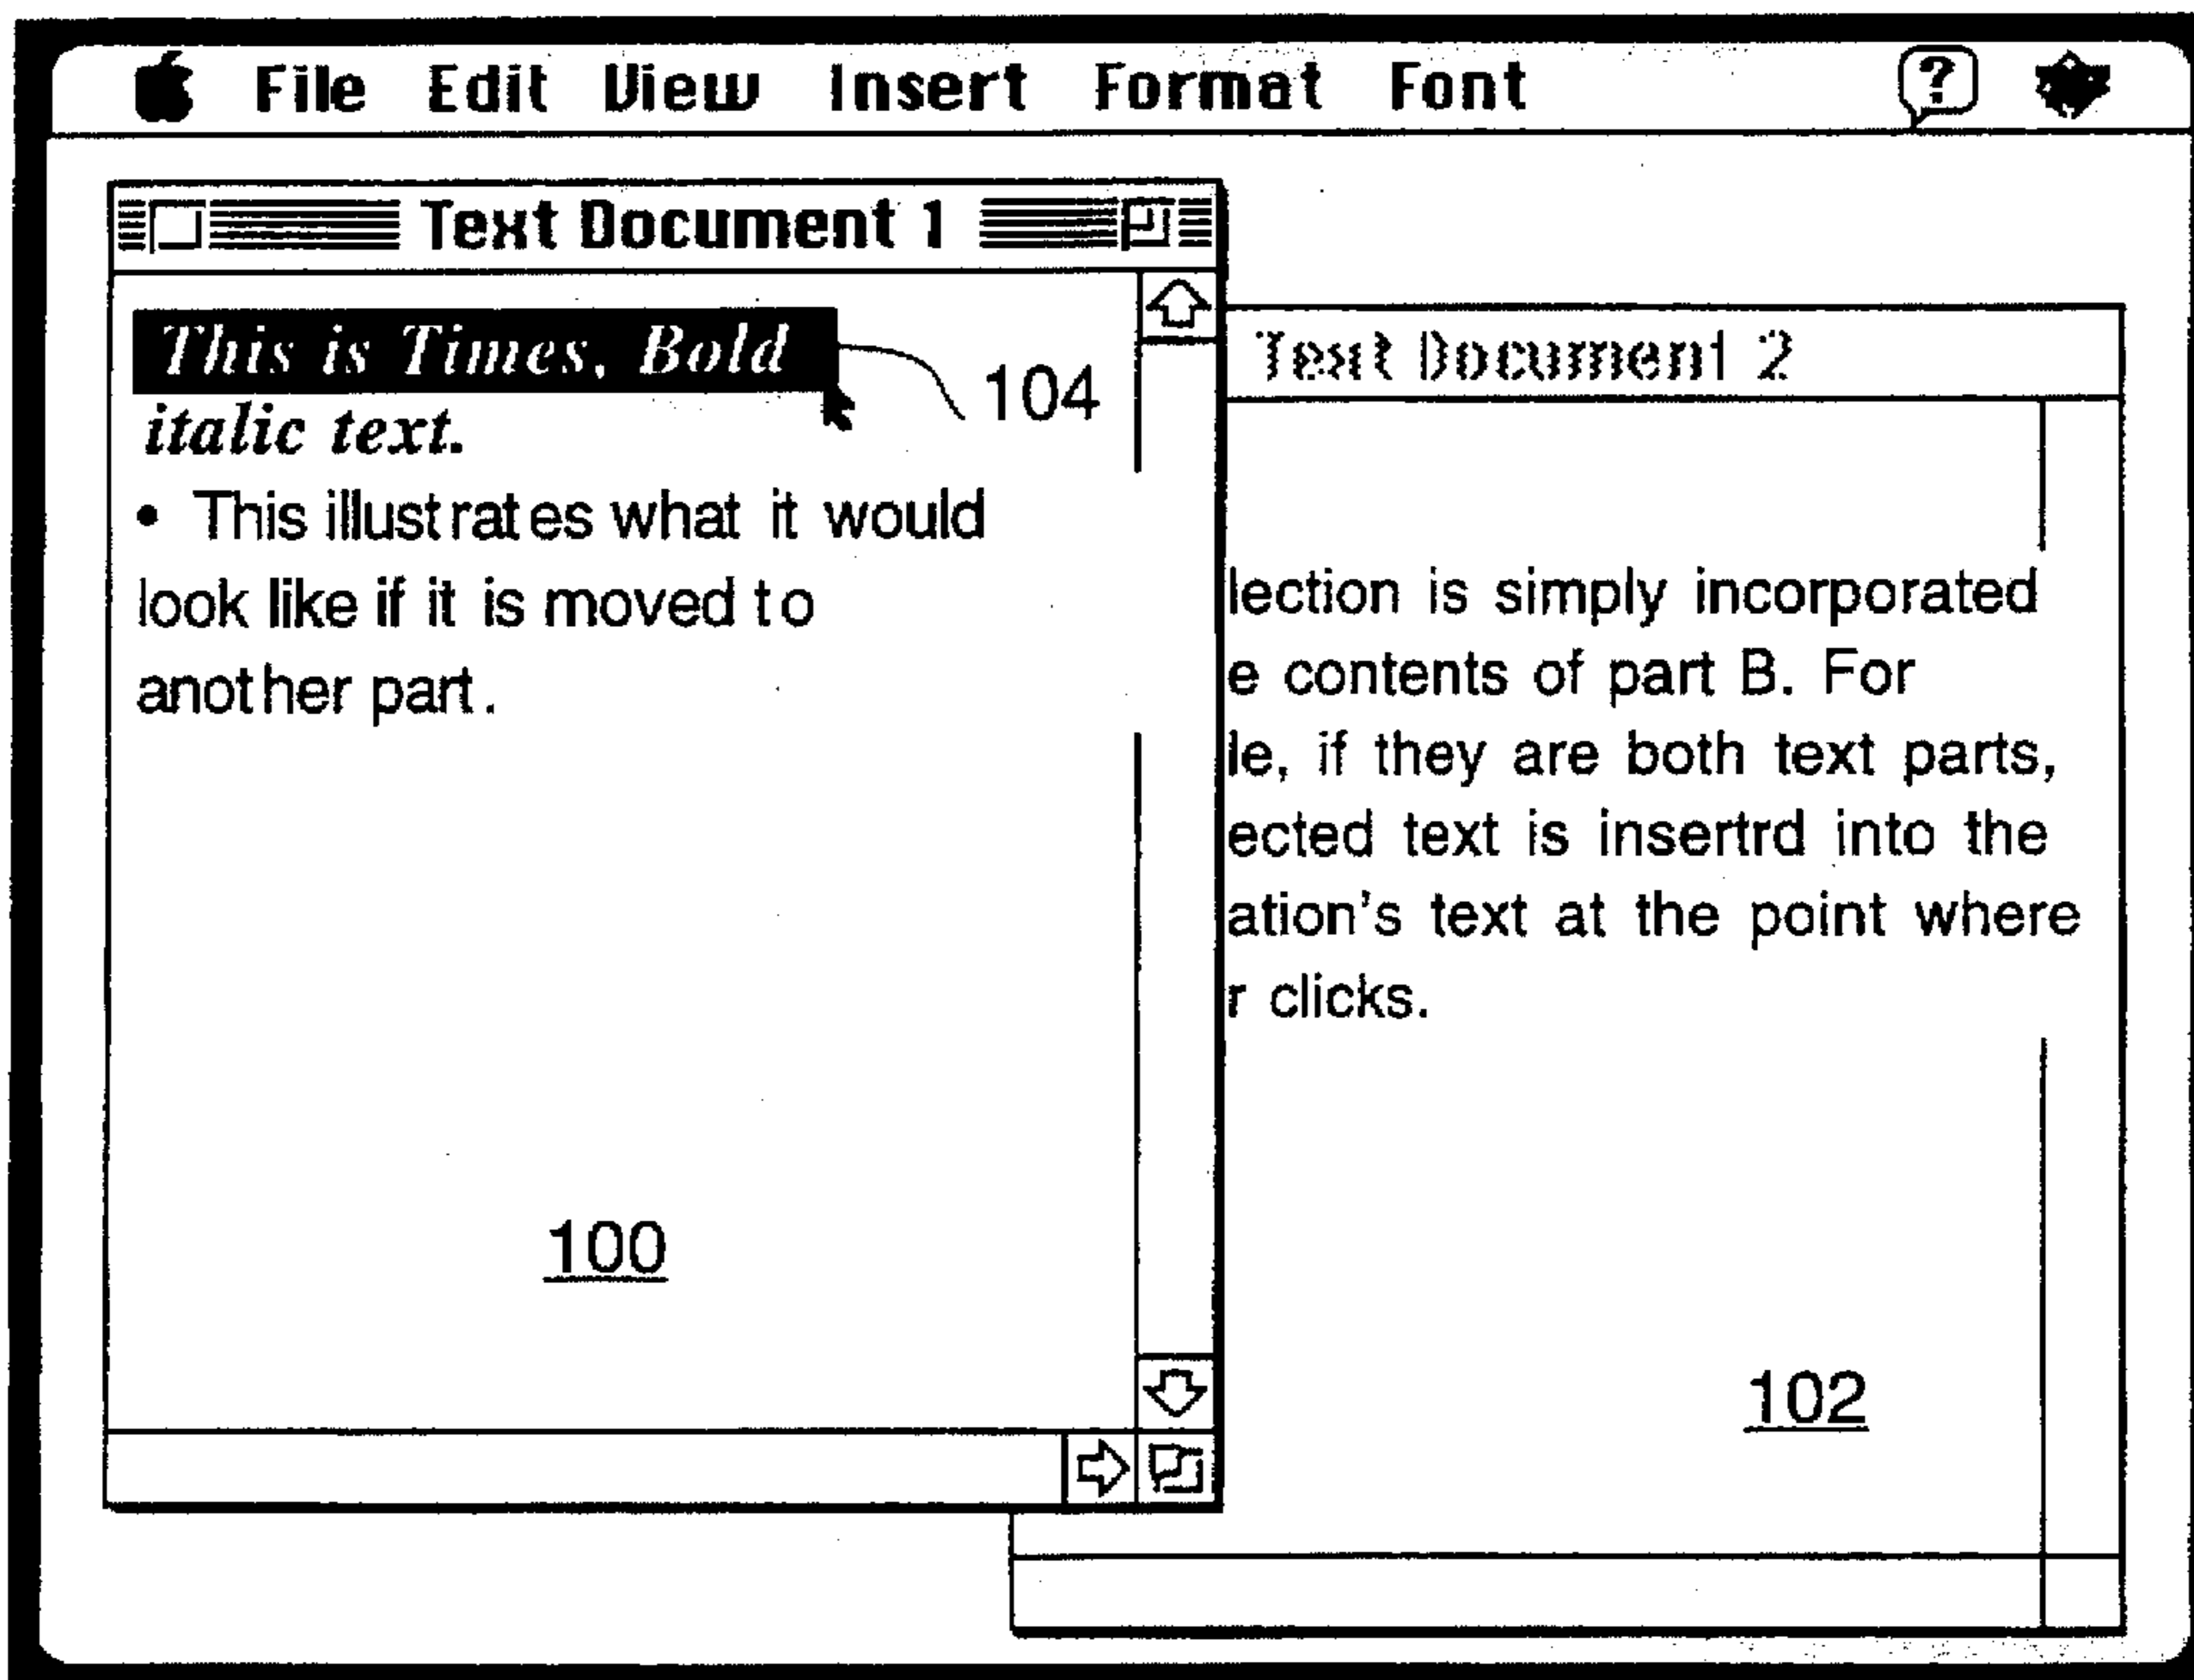 File Edit View Insert Format Font ?
Text Document 1
This is Times, Bold
104
italic text.
• This illustrates what it would
look like if it is moved to
another part.
100
Text Document 2
lection is simply incorporated
e contents of part B. For
le, if they are both text parts,
ected text is insertrd into the
ation's text at the point where
r clicks.
102